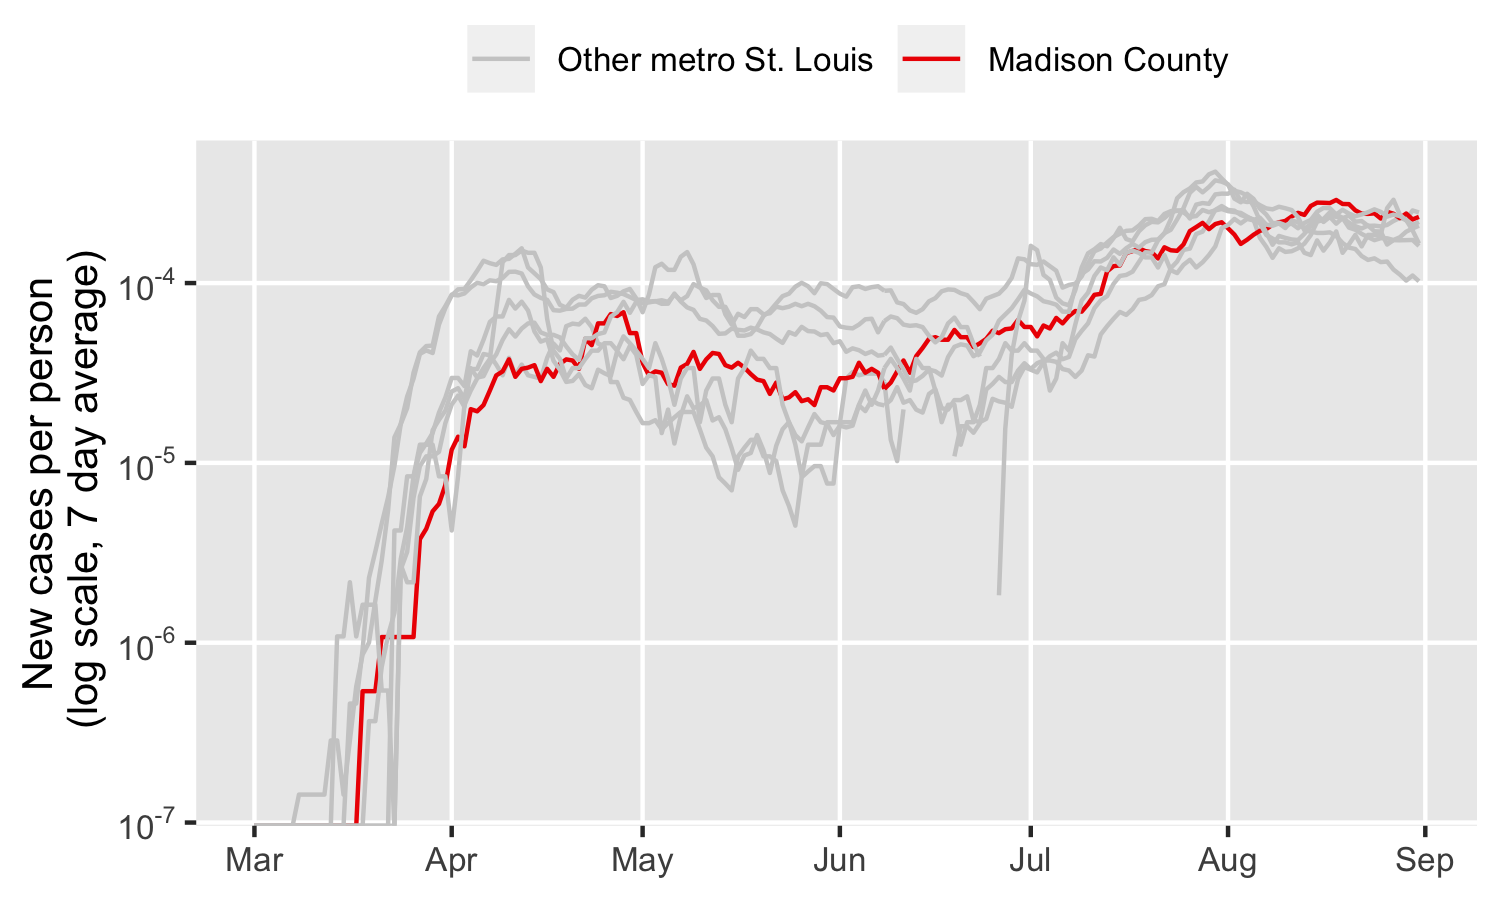 Other metro St. Louis
Madison County
New cases per person
(log scale, 7 day average)
10⁻⁴
10⁻⁵
10⁻⁶
10⁻⁷
Mar Apr May Jun Jul Aug Sep